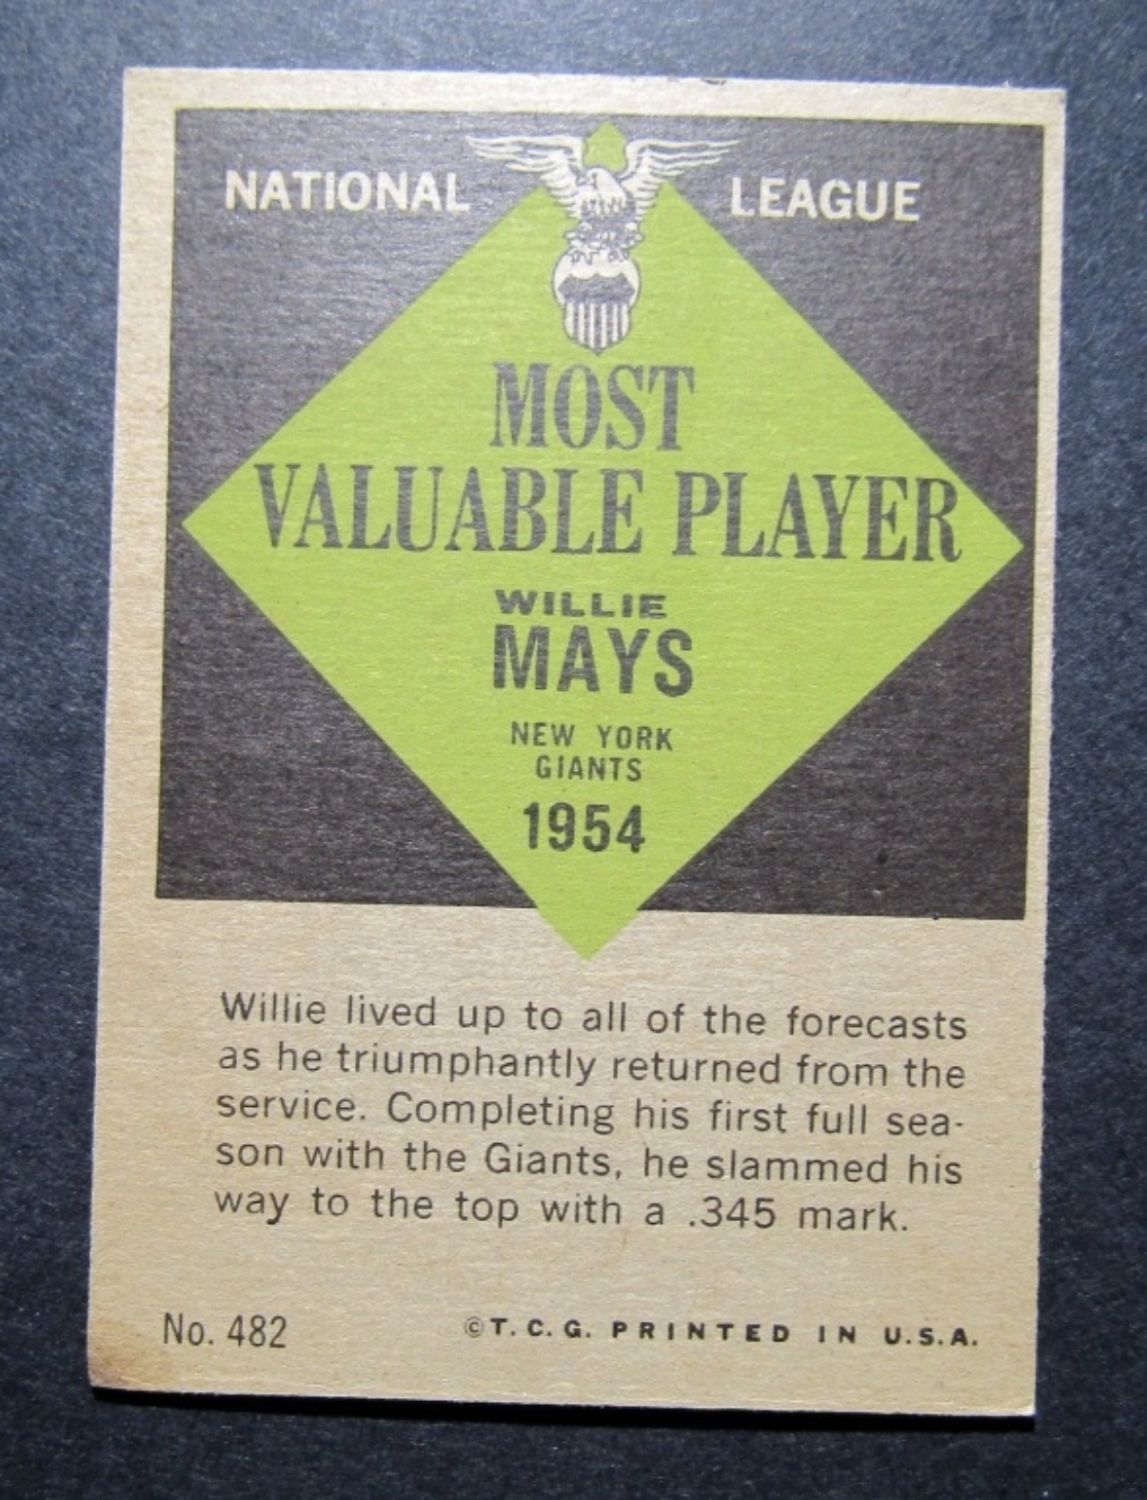 NATIONAL LEAGUE
MOST
VALUABLE PLAYER
WILLIE
MAYS
NEW YORK
GIANTS
1954
Willie lived up to all of the forecasts
as he triumphantly returned from the
service. Completing his first full sea-
son with the Giants, he slammed his
way to the top with a .345 mark.
No. 482 ©T.C.G. PRINTED IN U.S.A.